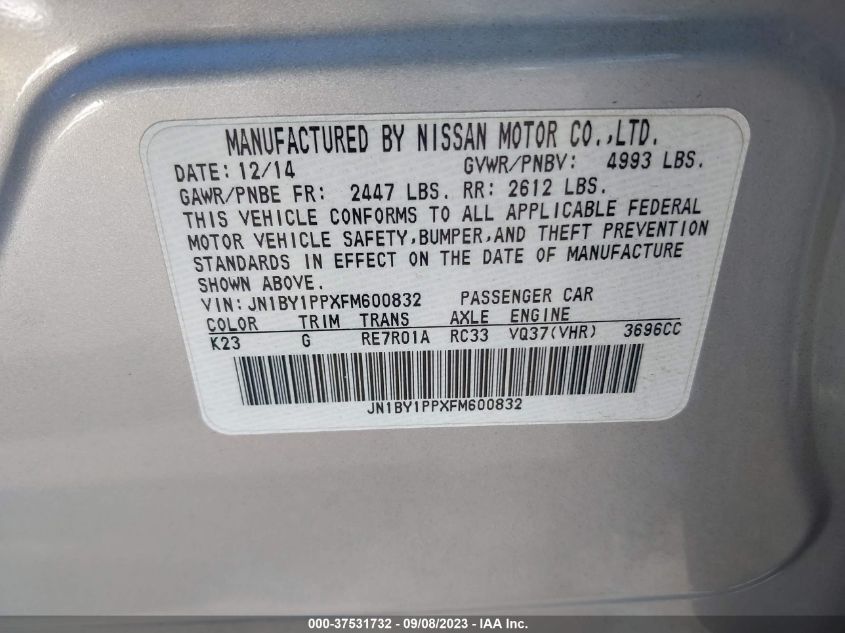 MANUFACTURED BY NISSAN MOTOR CO.,LTD.
DATE: 12/14 GVWR/PNBV: 4993 LBS.
GAWR/PNBE FR: 2447 LBS. RR: 2612 LBS.
THIS VEHICLE CONFORMS TO ALL APPLICABLE FEDERAL
MOTOR VEHICLE SAFETY,BUMPER,AND THEFT PREVENTION
STANDARDS IN EFFECT ON THE DATE OF MANUFACTURE
SHOWN ABOVE.
VIN: JN1BY1PPXFM600832 PASSENGER CAR
COLOR TRIM TRANS AXLE ENGINE
K23 G RE7R01A RC33 VQ37(VHR) 3696CC
JN1BY1PPXFM600832
000-37531732 - 09/08/2023 - IAA Inc.